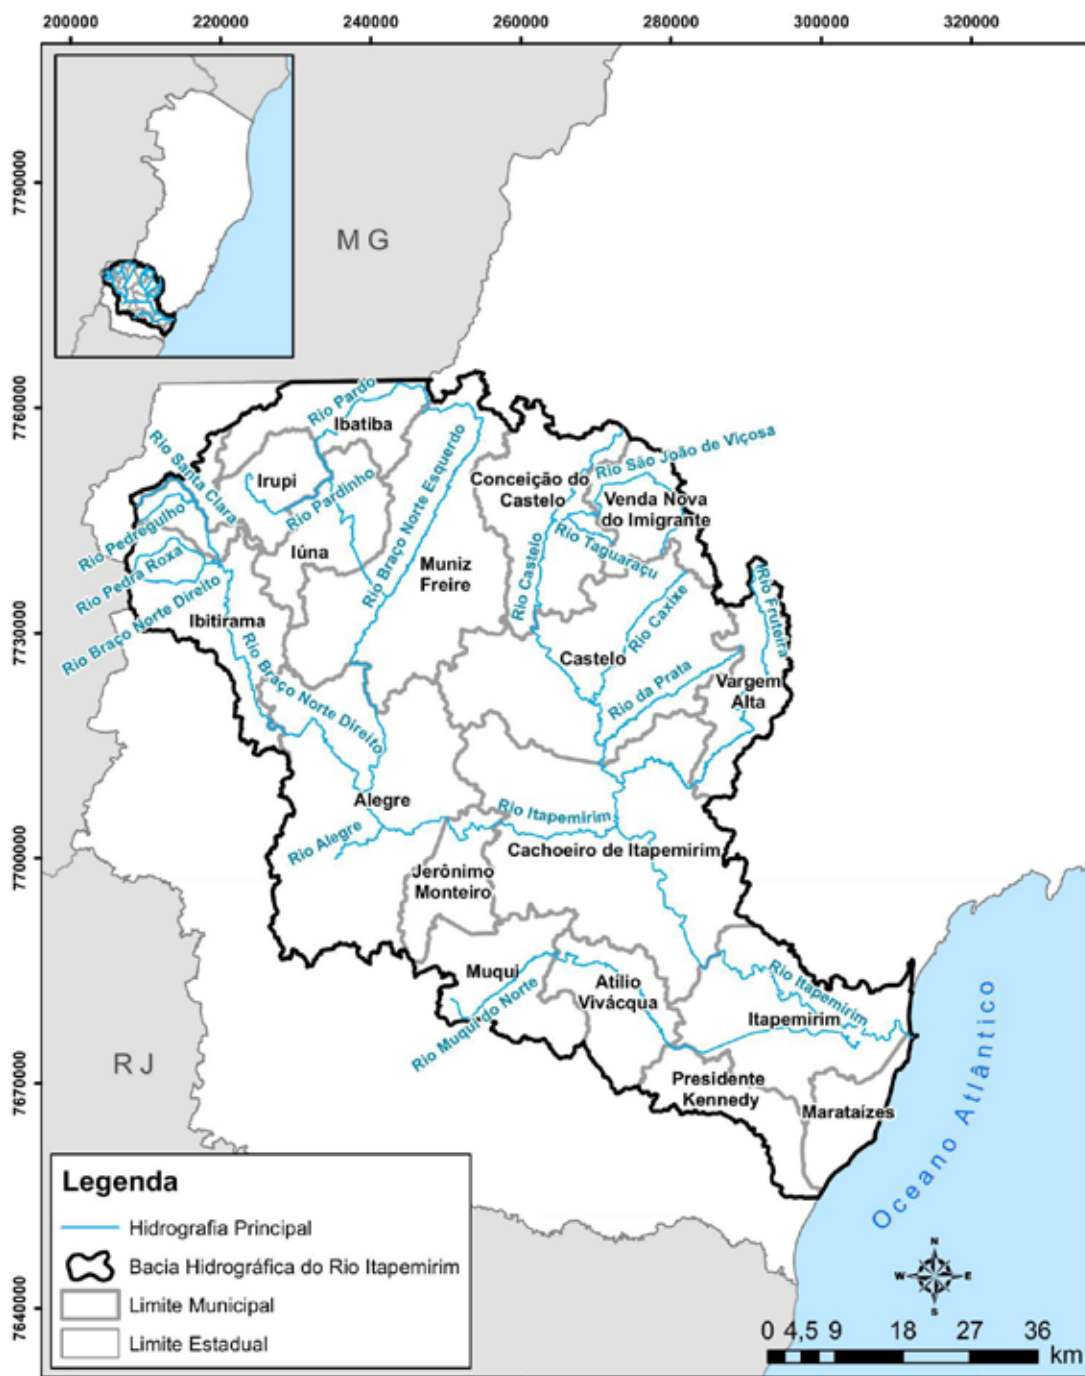 200000 220000 240000 260000 280000 300000 320000
7790000
MG
7760000
Rio Pardo
Ibatiba
Rio Santa Clara
Irupi
Rio Pardinho
Rio Braço Norte Esquerdo
Conceição do
Castelo
Rio São João de Viçosa
Venda Nova
do Imigrante
Rio Pedregulho
Iúna
Rio Taguaraçu
Rio Pedra Roxa
Muniz
Freire
Rio Castelo
Rio Caxixe
Rio Fruteira
Rio Braço Norte Direito
Ibitirama
7730000
Rio Braço Norte Direito
Castelo
Rio da Prata
Vargem
Alta
Alegre
Rio Itapemirim
Rio Alegre
Cachoeiro de Itapemirim
7700000
Jerônimo
Monteiro
Muqui
Rio Muqui do Norte
Atílio
Vivácqua
Rio Itapemirim
Itapemirim
RJ
7670000
Presidente
Kennedy
Marataízes
Oceano Atlântico
Legenda
Hidrografia Principal
Bacia Hidrográfica do Rio Itapemirim
Limite Municipal
Limite Estadual
7640000
N
W E
S
0 4,5 9 18 27 36
km